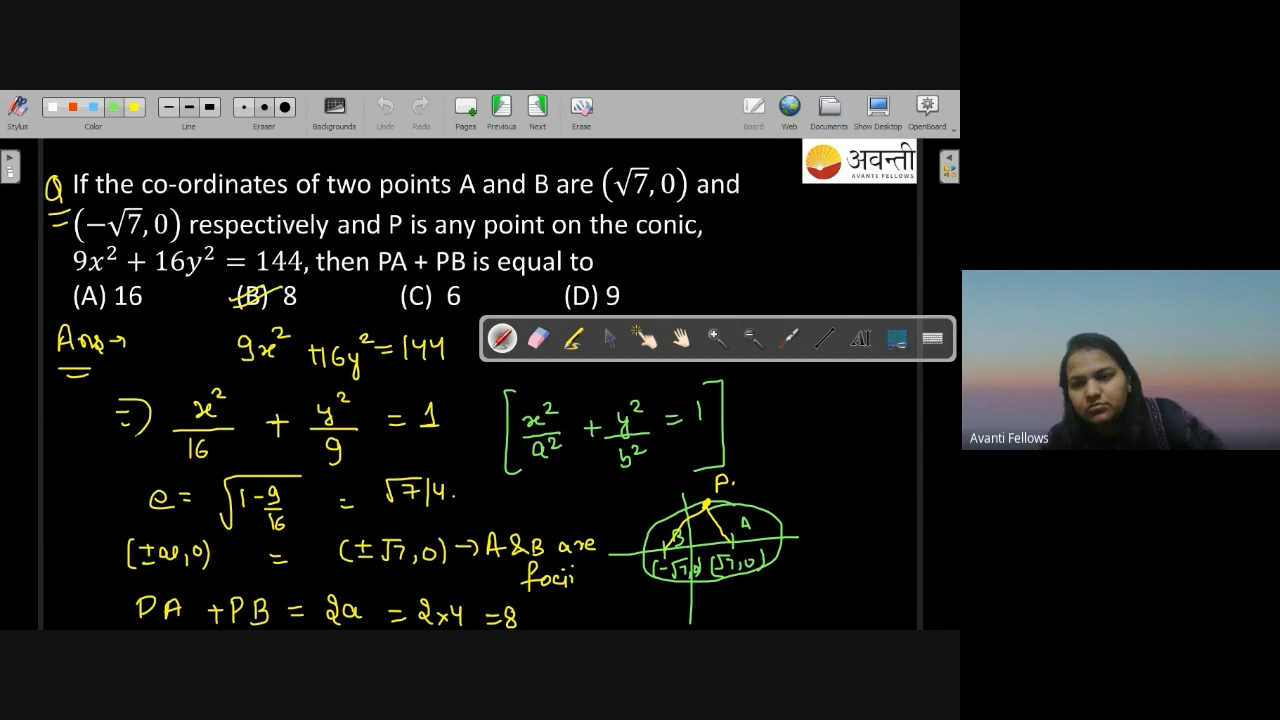 Stylus
Color
Line
Eraser
Backgrounds
Undo
Redo
Pages
Previous
Next
Erase
Board
Web
Documents
Show Desktop
OpenBoard
अवन्ती
AVANTI FELLOWS
Q If the co-ordinates of two points A and B are (√7, 0) and
(−√7, 0) respectively and P is any point on the conic,
9x² + 16y² = 144, then PA + PB is equal to
(A) 16 (B) 8 (C) 6 (D) 9
Ans → 9x² + 16y² = 144
⇒ x²/16 + y²/9 = 1
[x²/a² + y²/b² = 1]
e = √(1 - 9/16) = √7/4.
(±ae, 0) = (±√7, 0) → A & B are
focii
PA + PB = 2a = 2×4 = 8
P.
B A
(-√7, 0) (√7, 0)
AI
Avanti Fellows